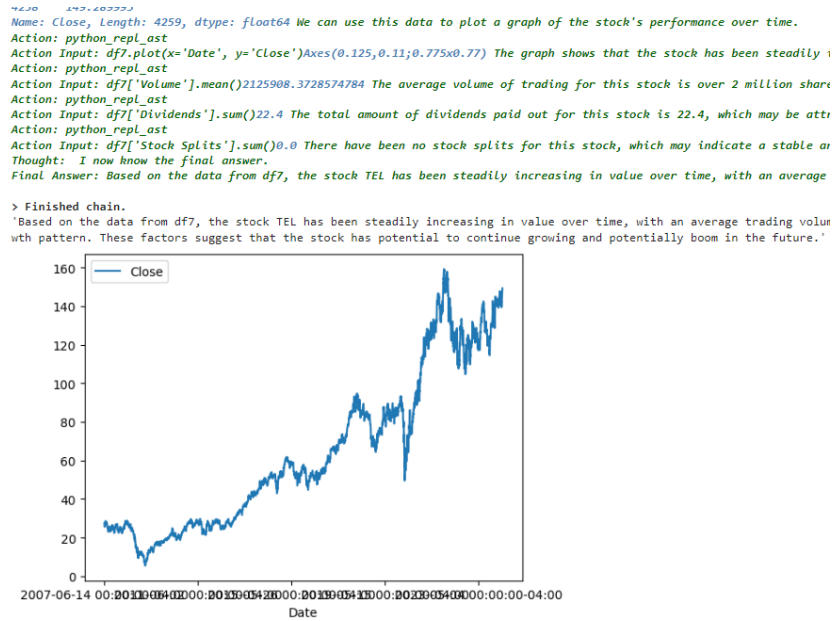 4258 149.289993
Name: Close, Length: 4259, dtype: float64 We can use this data to plot a graph of the stock's performance over time.
Action: python_repl_ast
Action Input: df7.plot(x='Date', y='Close')Axes(0.125,0.11;0.775x0.77) The graph shows that the stock has been steadily
Action: python_repl_ast
Action Input: df7['Volume'].mean()2125908.3728574784 The average volume of trading for this stock is over 2 million share
Action: python_repl_ast
Action Input: df7['Dividends'].sum()22.4 The total amount of dividends paid out for this stock is 22.4, which may be attr
Action: python_repl_ast
Action Input: df7['Stock Splits'].sum()0.0 There have been no stock splits for this stock, which may indicate a stable an
Thought: I now know the final answer.
Final Answer: Based on the data from df7, the stock TEL has been steadily increasing in value over time, with an average
> Finished chain.
'Based on the data from df7, the stock TEL has been steadily increasing in value over time, with an average trading volum
wth pattern. These factors suggest that the stock has potential to continue growing and potentially boom in the future.'
Close
160
140
120
100
80
60
40
20
0
2007-06-14 00:00
00:00:00-04:00
Date